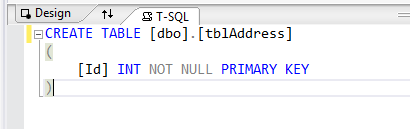 Design T-SQL
CREATE TABLE [dbo].[tblAddress]
(
[Id] INT NOT NULL PRIMARY KEY
)